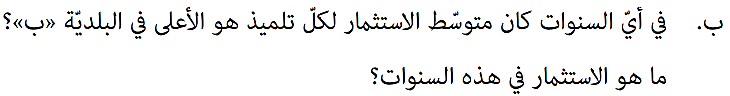 ب. في أيّ السنوات كان متوسّط الاستثمار لكلّ تلميذ هو الأعلى في البلديّة «ب»؟
ما هو الاستثمار في هذه السنوات؟